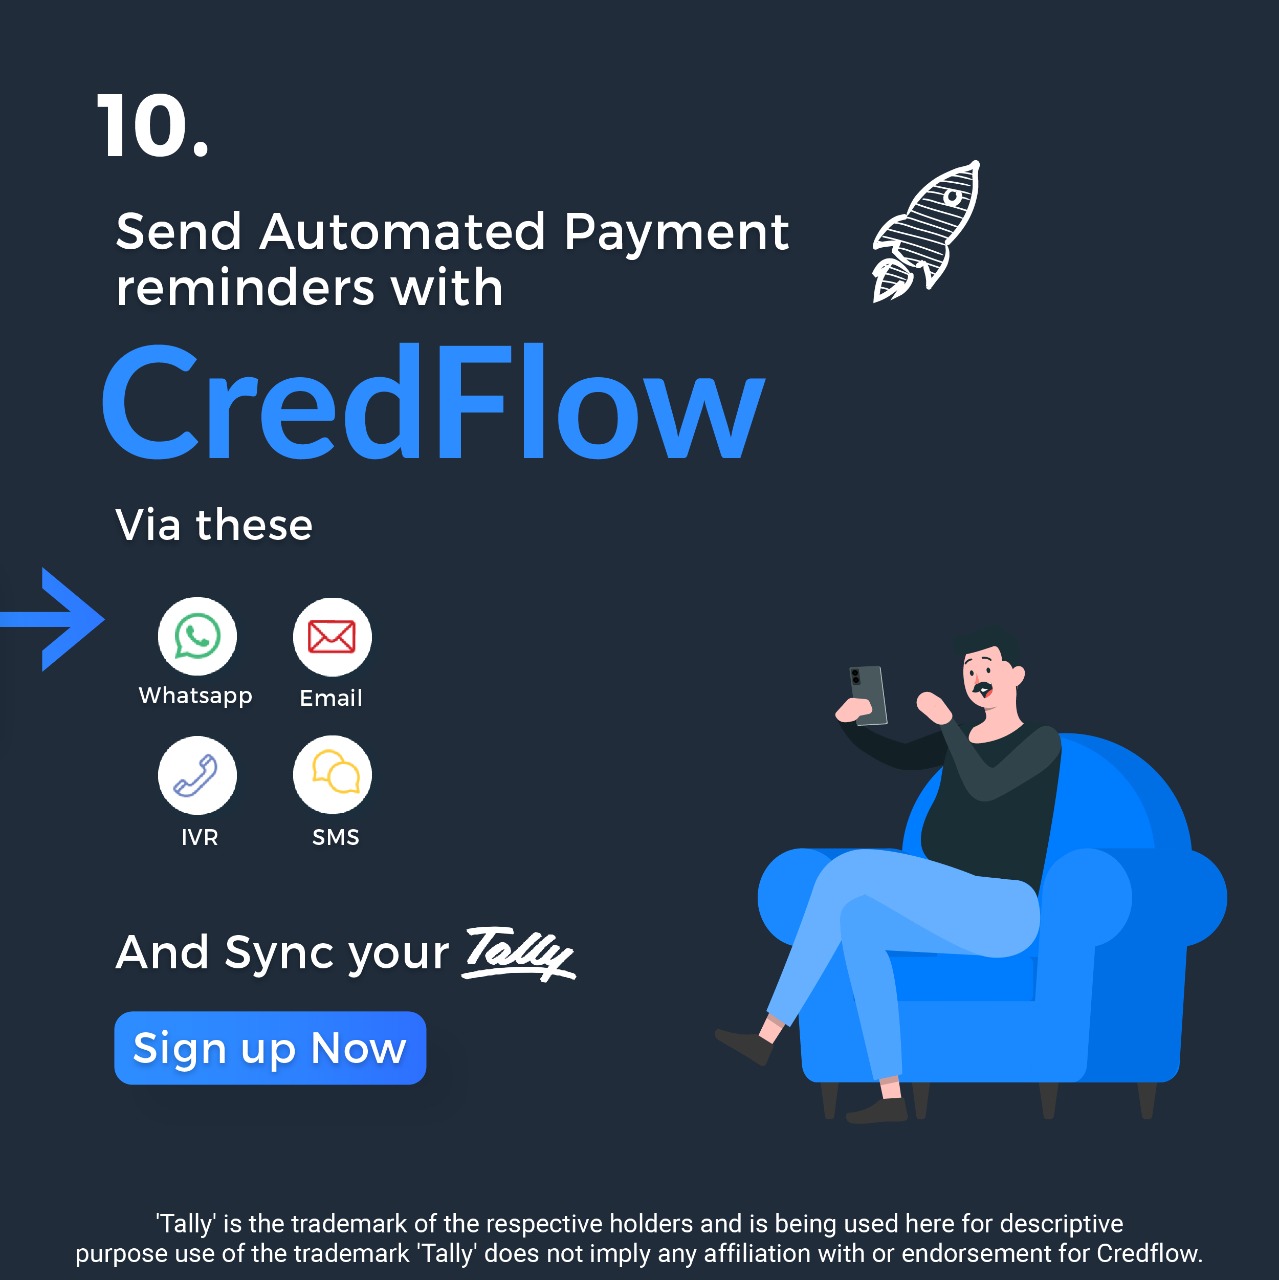 10.
Send Automated Payment
reminders with
CredFlow
Via these
Whatsapp
Email
IVR
SMS
And Sync your Tally
Sign up Now
'Tally' is the trademark of the respective holders and is being used here for descriptive
purpose use of the trademark 'Tally' does not imply any affiliation with or endorsement for Credflow.